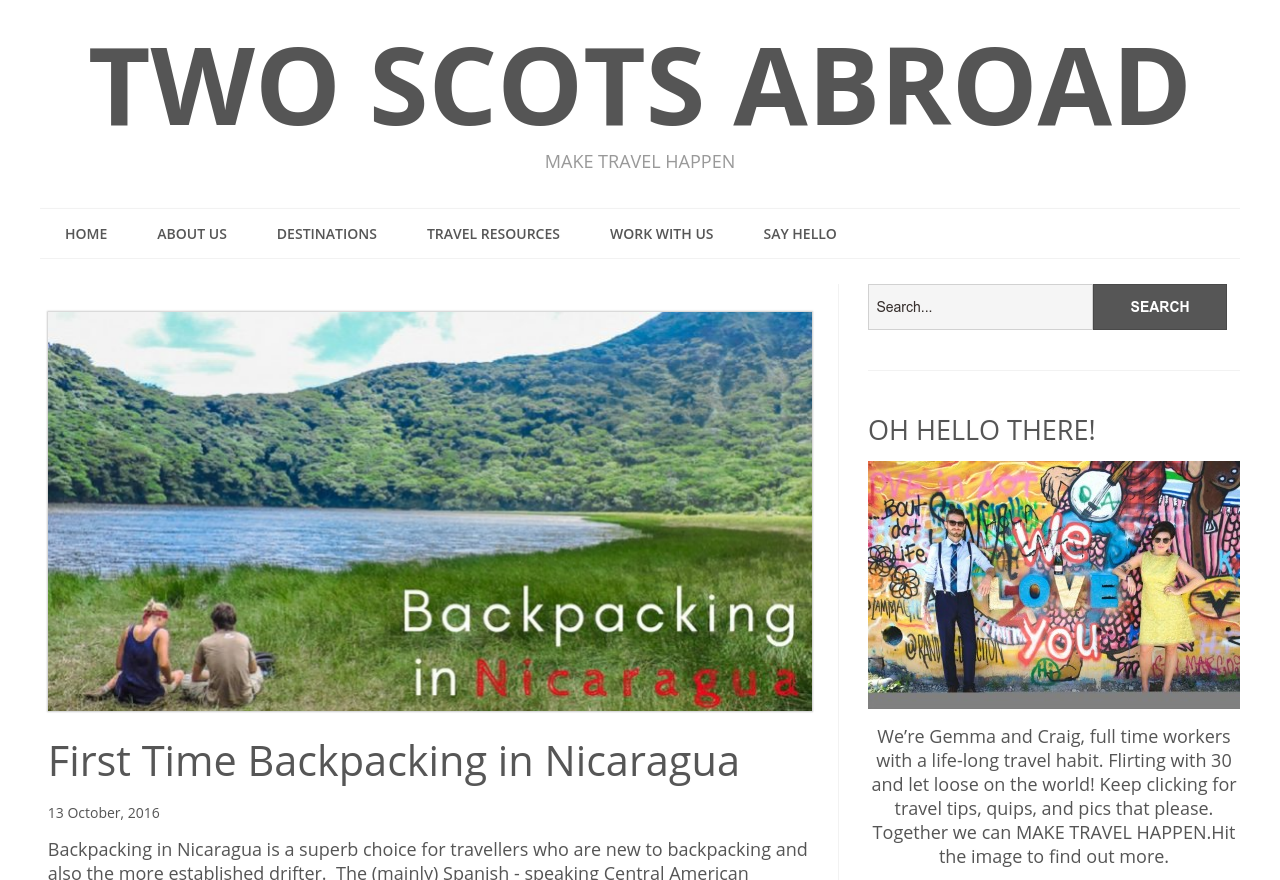 TWO SCOTS ABROAD
MAKE TRAVEL HAPPEN
HOME
ABOUT US
DESTINATIONS
TRAVEL RESOURCES
WORK WITH US
SAY HELLO
Backpacking
in Nicaragua
First Time Backpacking in Nicaragua
13 October, 2016
Backpacking in Nicaragua is a superb choice for travellers who are new to backpacking and
also the more established drifter.  The (mainly) Spanish - speaking Central American
Search...
SEARCH
OH HELLO THERE!
'BOUT
dat
Life
We
LOVE
YOU
We’re Gemma and Craig, full time workers
with a life-long travel habit. Flirting with 30
and let loose on the world! Keep clicking for
travel tips, quips, and pics that please.
Together we can MAKE TRAVEL HAPPEN.Hit
the image to find out more.